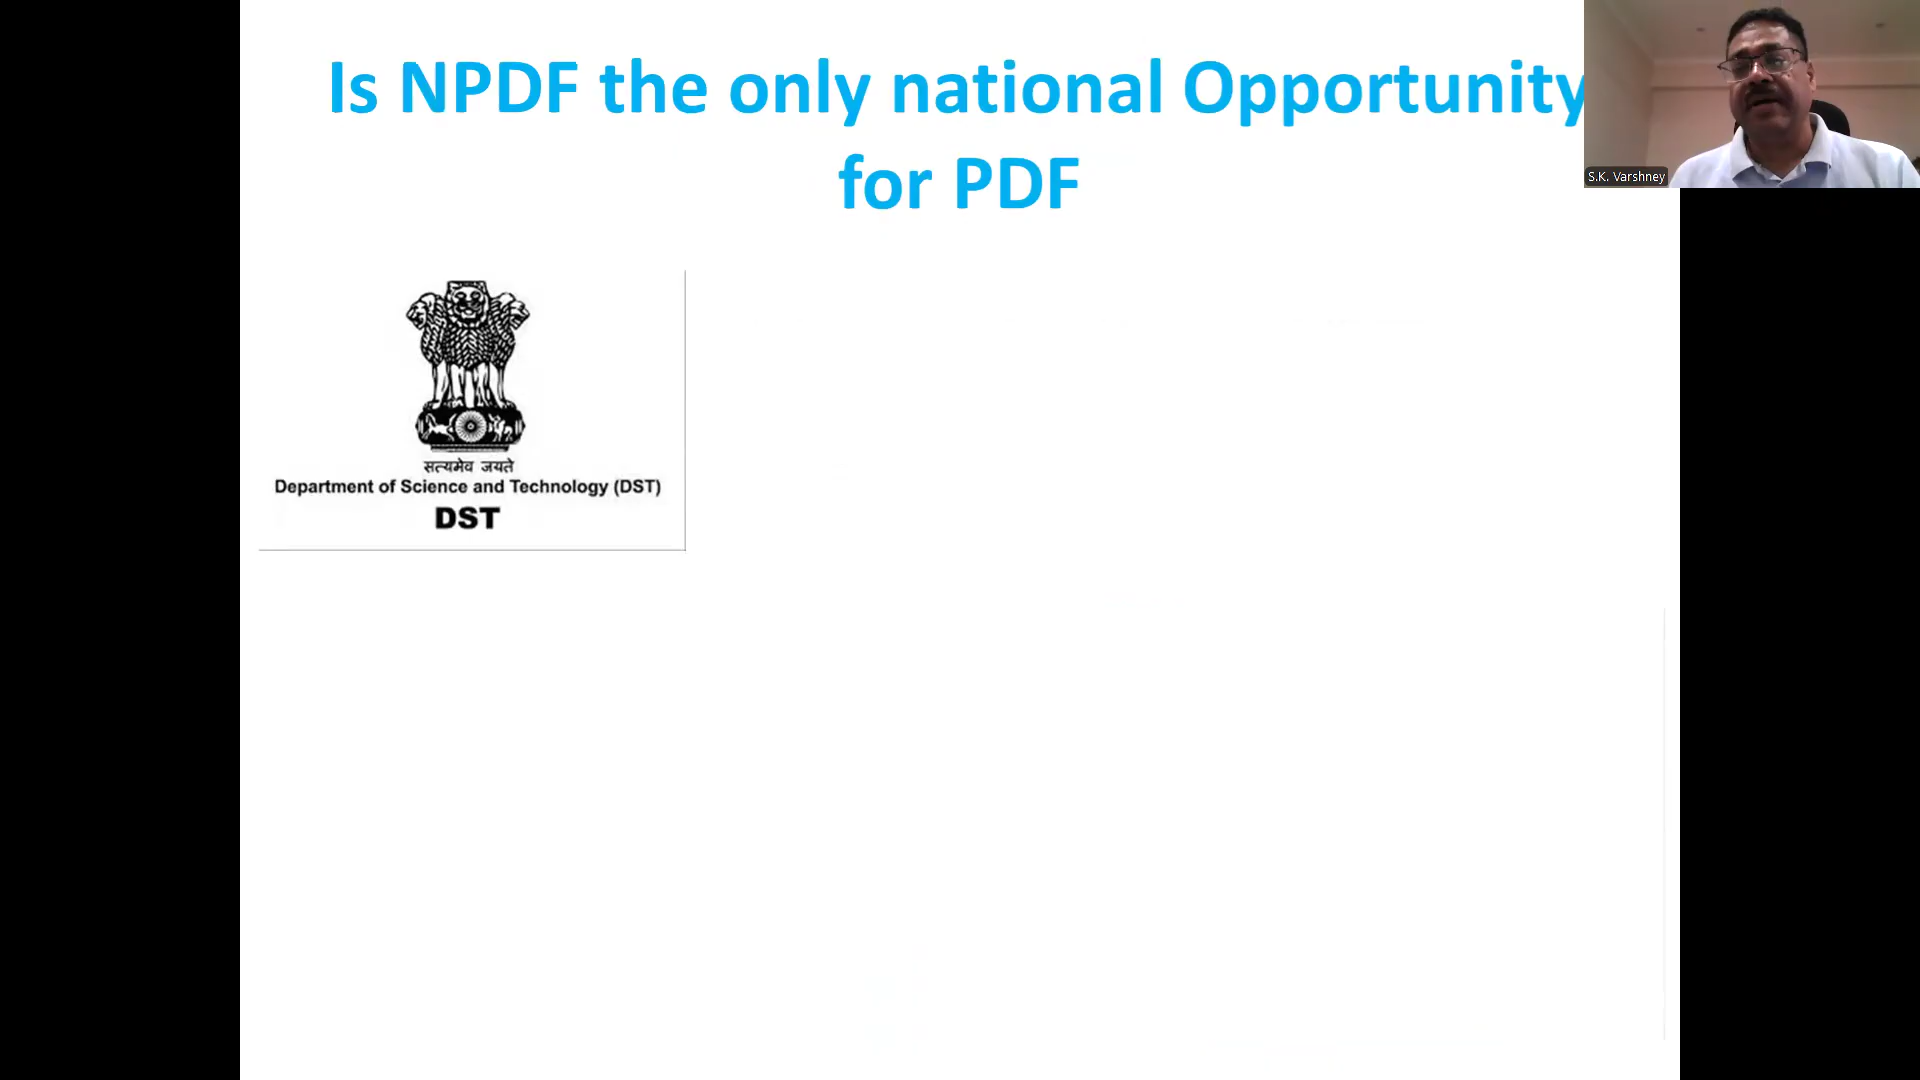 Is NPDF the only national Opportunity
for PDF
S.K. Varshney
सत्यमेव जयते
Department of Science and Technology (DST)
DST